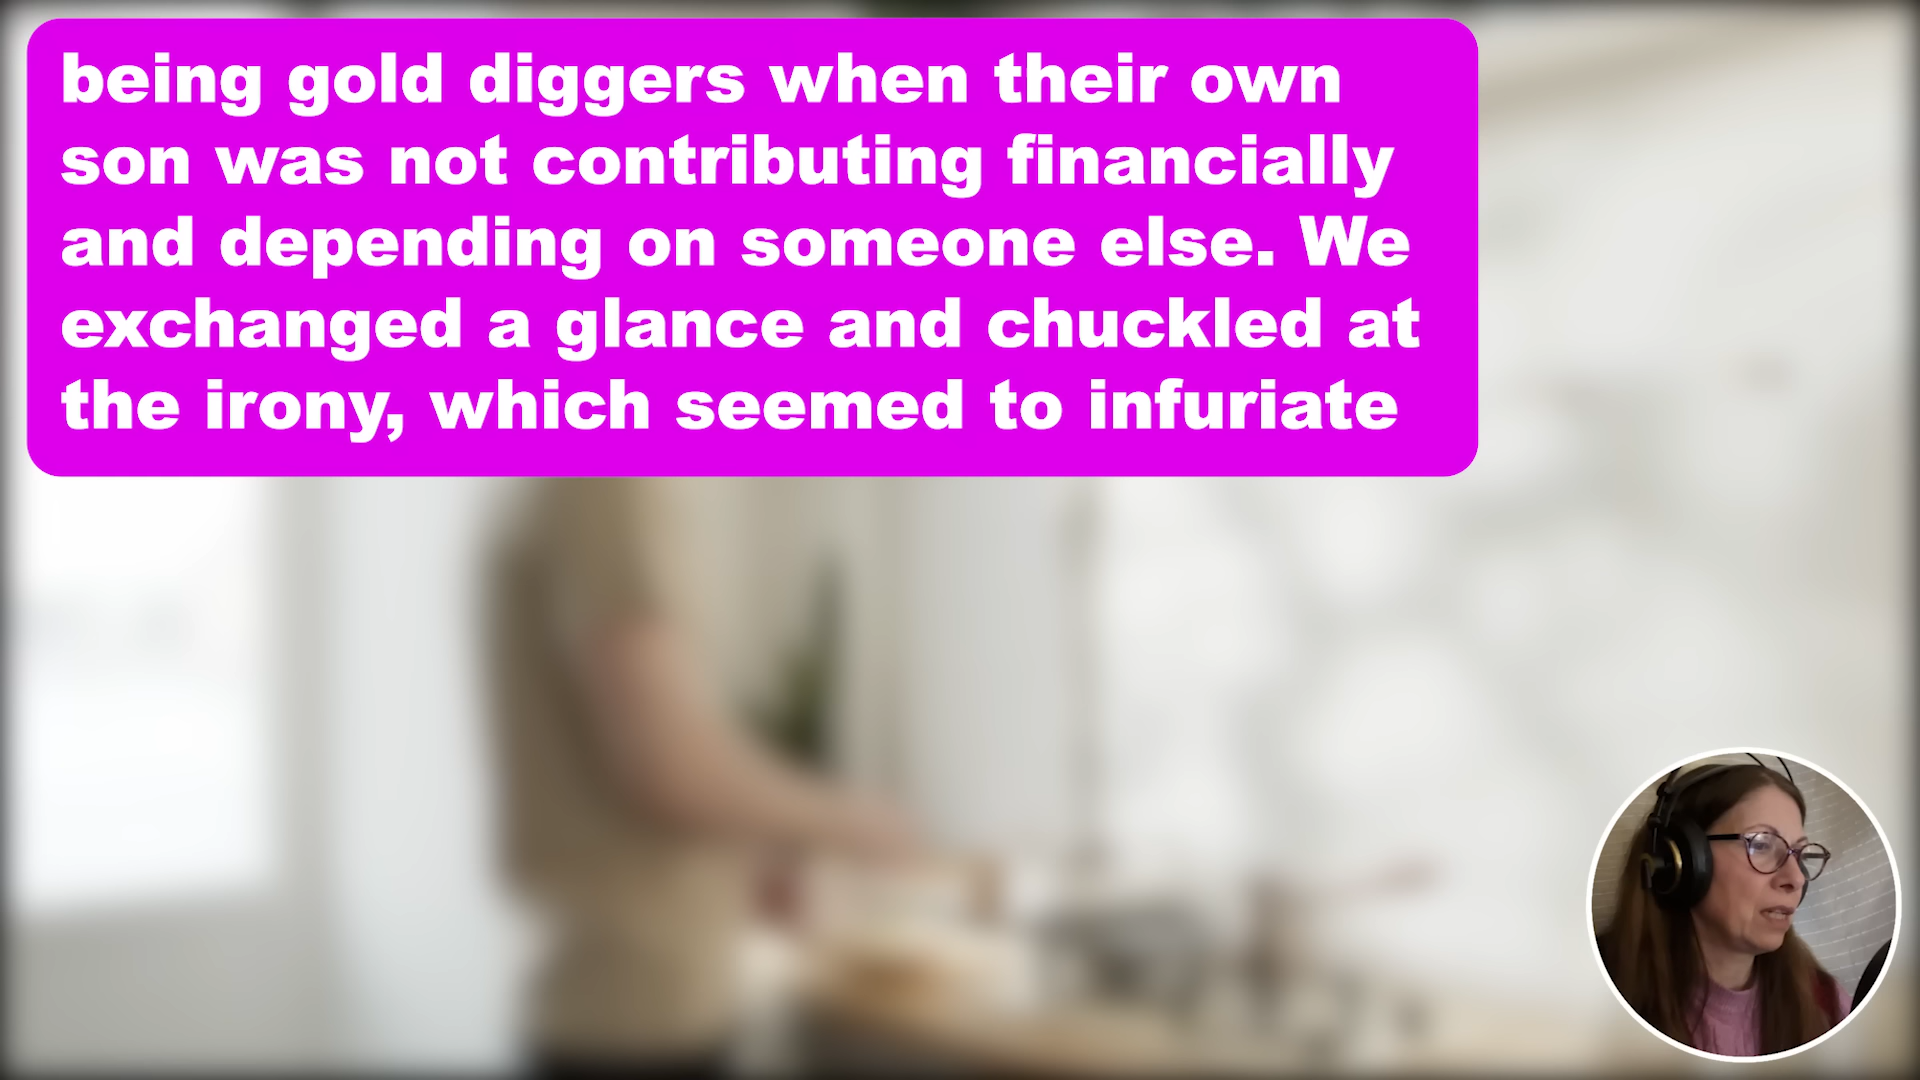 being gold diggers when their own
son was not contributing financially
and depending on someone else. We
exchanged a glance and chuckled at
the irony, which seemed to infuriate